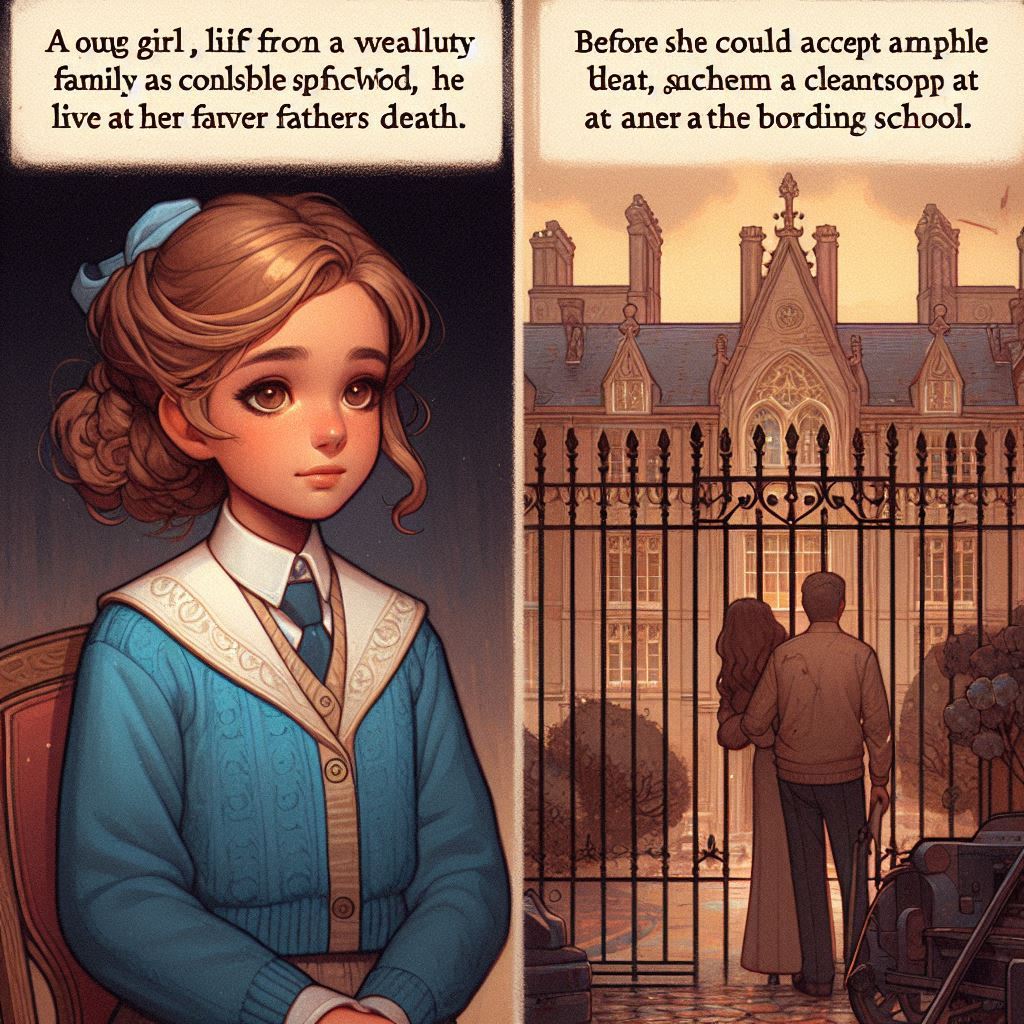 A oug girl, liif fron a wealluty
family as conlsble spficWod, he
live at her farver fathers death.
Before she could accept amphle
deat, suchem a cleantsopp at
at aner a the bording school.